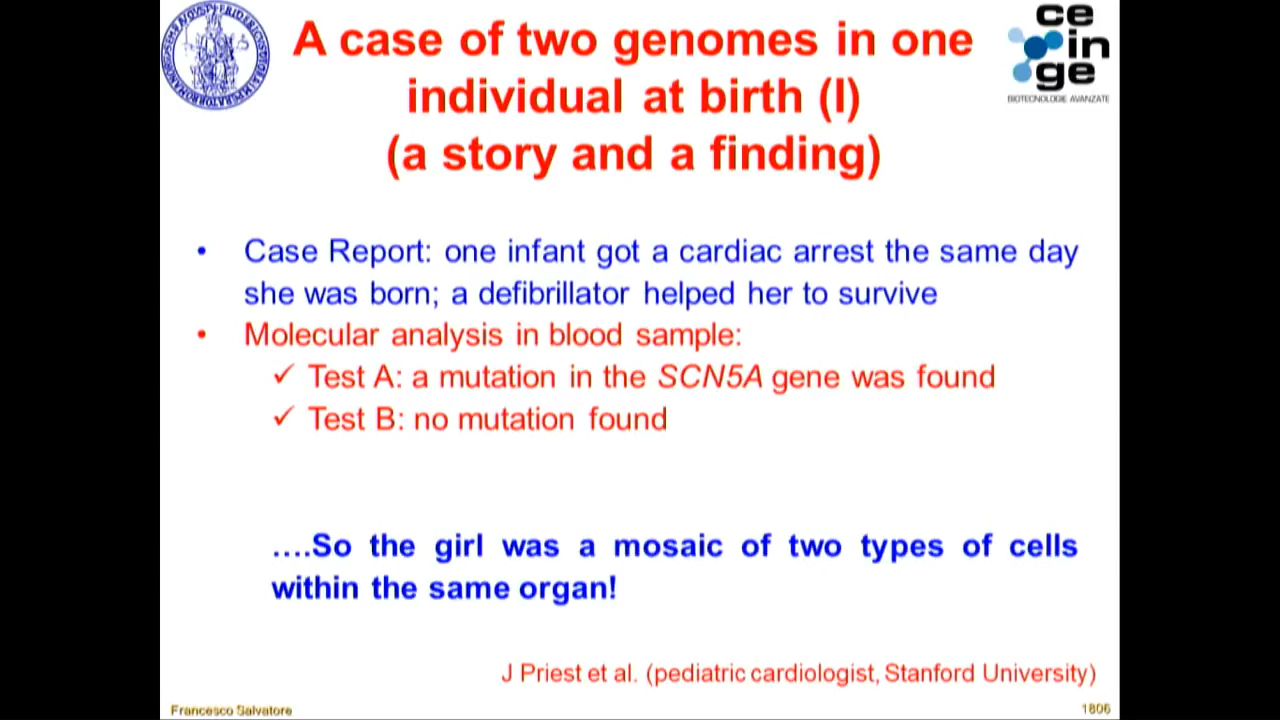 A case of two genomes in one
individual at birth (I)
(a story and a finding)
ce
in
ge
BIOTECNOLOGIE AVANZATE
• Case Report: one infant got a cardiac arrest the same day
she was born; a defibrillator helped her to survive
• Molecular analysis in blood sample:
✓ Test A: a mutation in the SCN5A gene was found
✓ Test B: no mutation found
....So the girl was a mosaic of two types of cells
within the same organ!
J Priest et al. (pediatric cardiologist, Stanford University)
Francesco Salvatore
1806